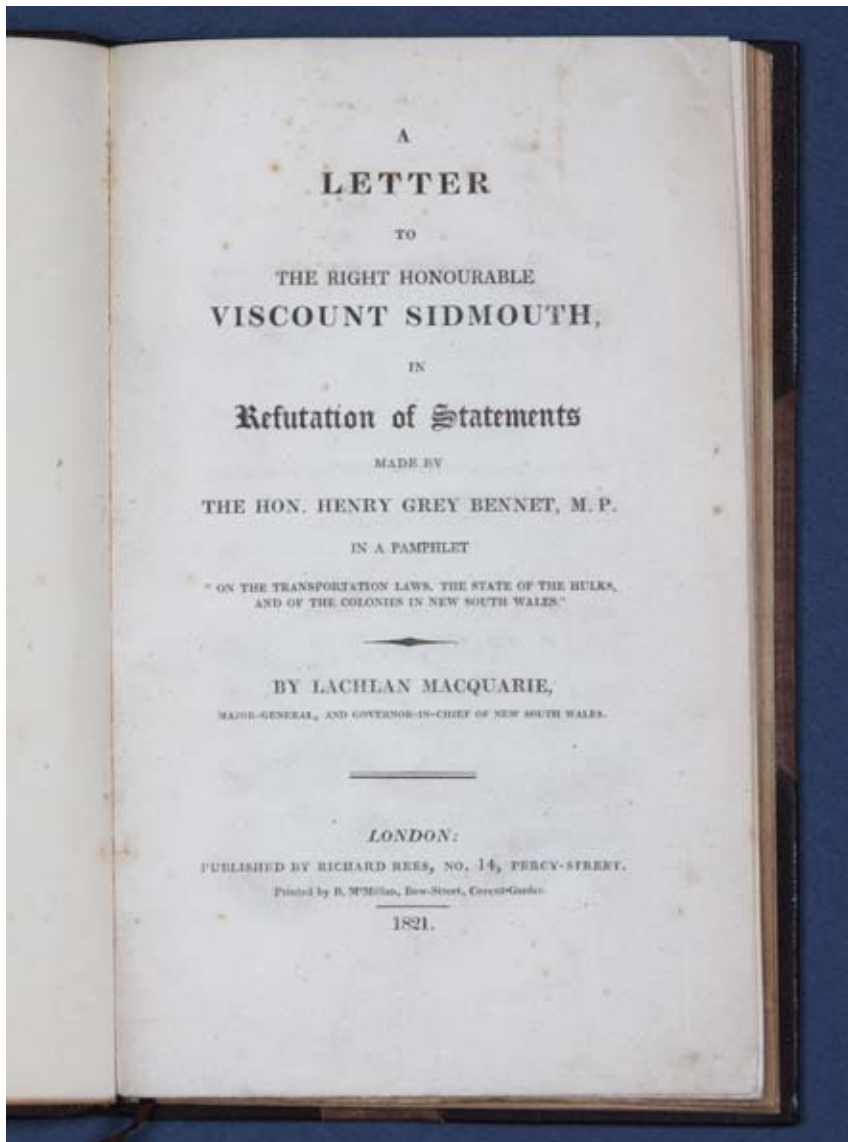 A
LETTER
TO
THE RIGHT HONOURABLE
VISCOUNT SIDMOUTH,
IN
Refutation of Statements
MADE BY
THE HON. HENRY GREY BENNET, M. P.
IN A PAMPHLET
" ON THE TRANSPORTATION LAWS, THE STATE OF THE HULKS,
AND OF THE COLONIES IN NEW SOUTH WALES."
BY LACHLAN MACQUARIE,
MAJOR-GENERAL, AND GOVERNOR-IN-CHIEF OF NEW SOUTH WALES.
LONDON:
PUBLISHED BY RICHARD REES, NO. 14, PERCY-STREET.
Printed by B. M'Millan, Bow-Street, Covent-Garden
1821.